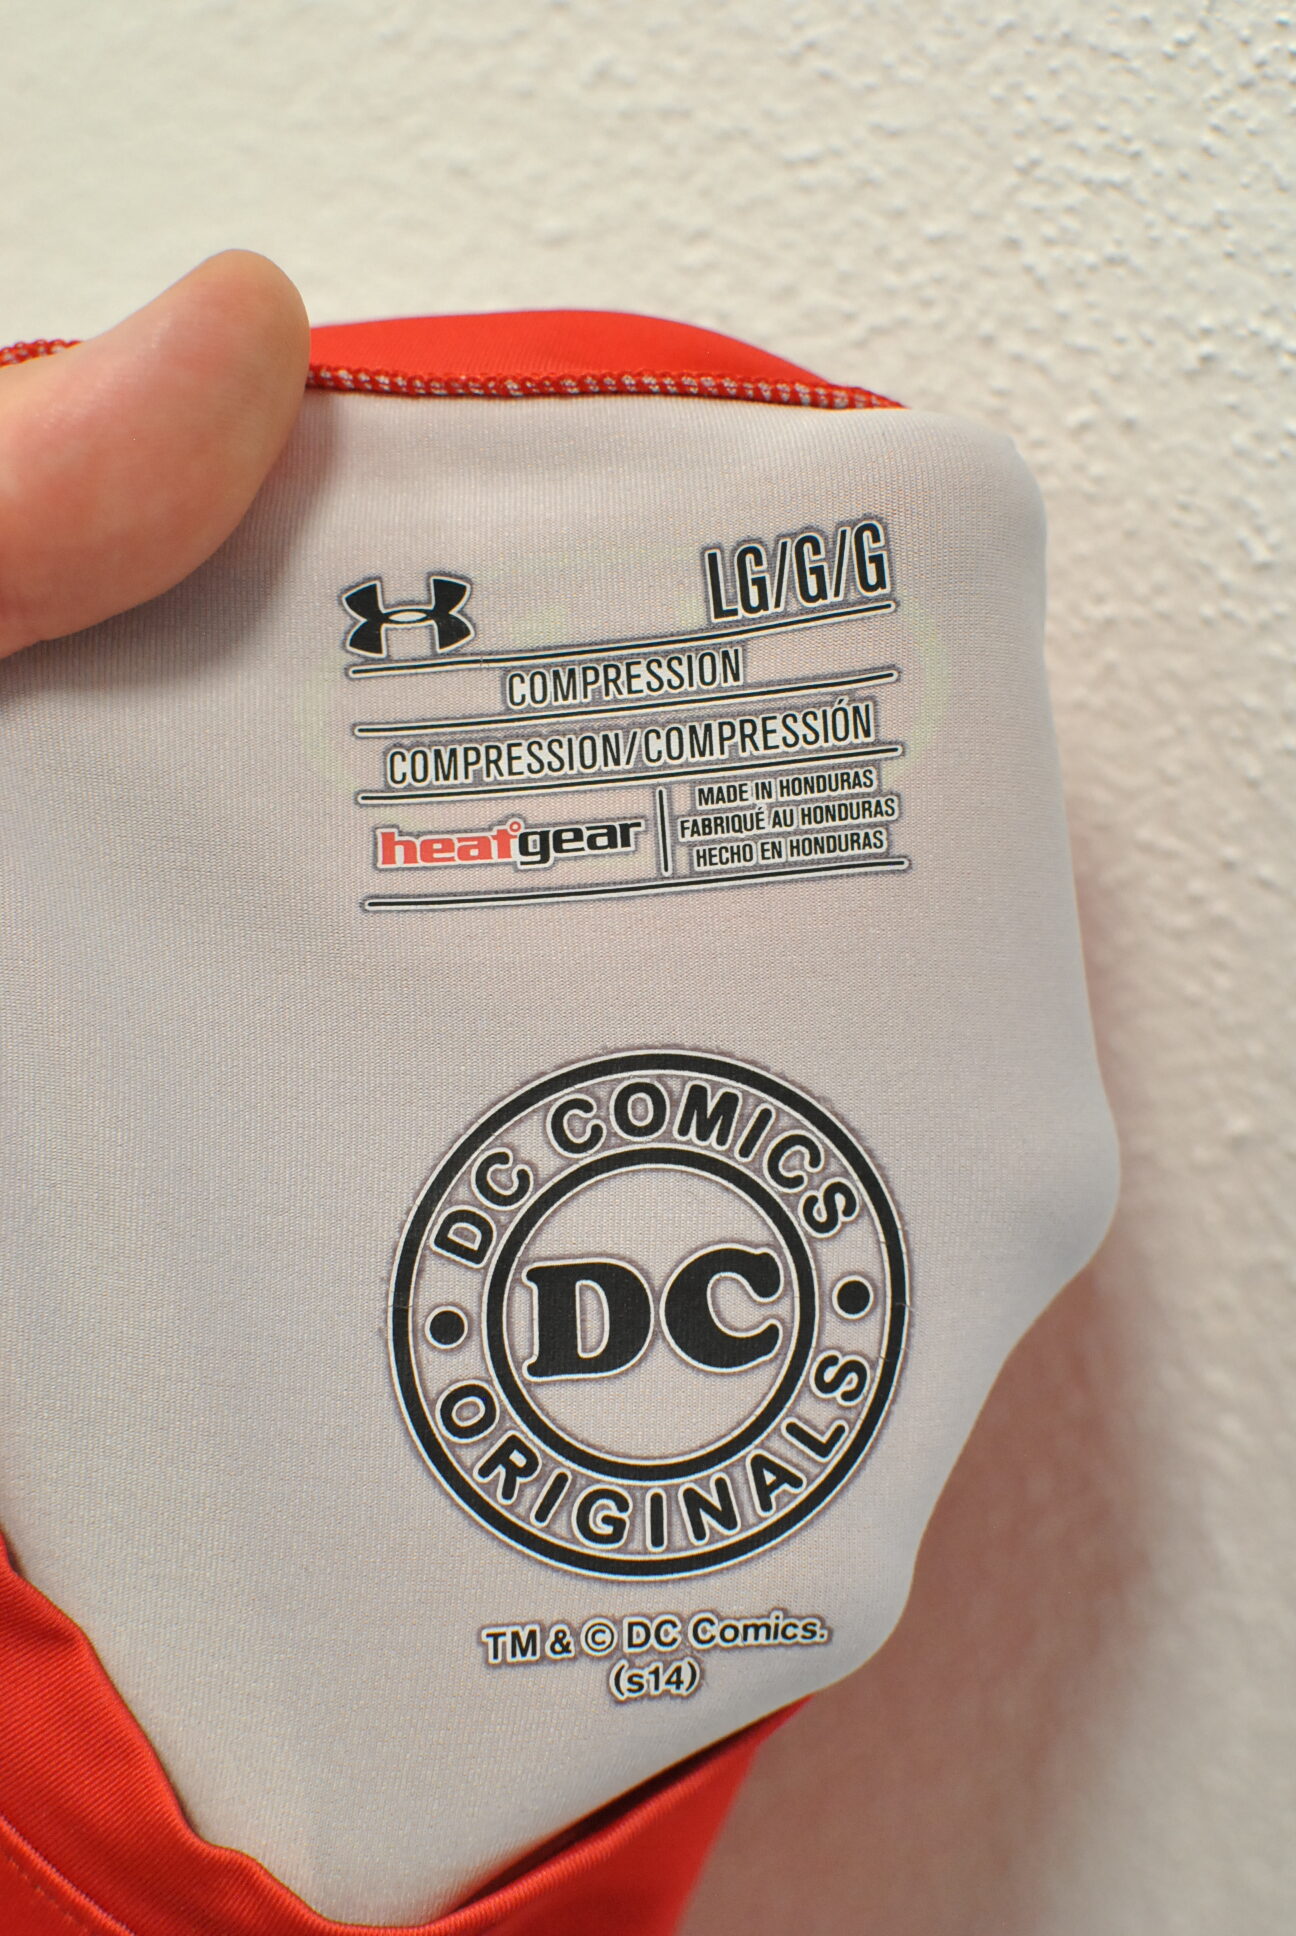 LG/G/G
COMPRESSION
COMPRESSION/COMPRESSIÓN
heatgear
MADE IN HONDURAS
FABRIQUÉ AU HONDURAS
HECHO EN HONDURAS
DC COMICS
DC
ORIGINALS
TM & © DC Comics.
(s14)